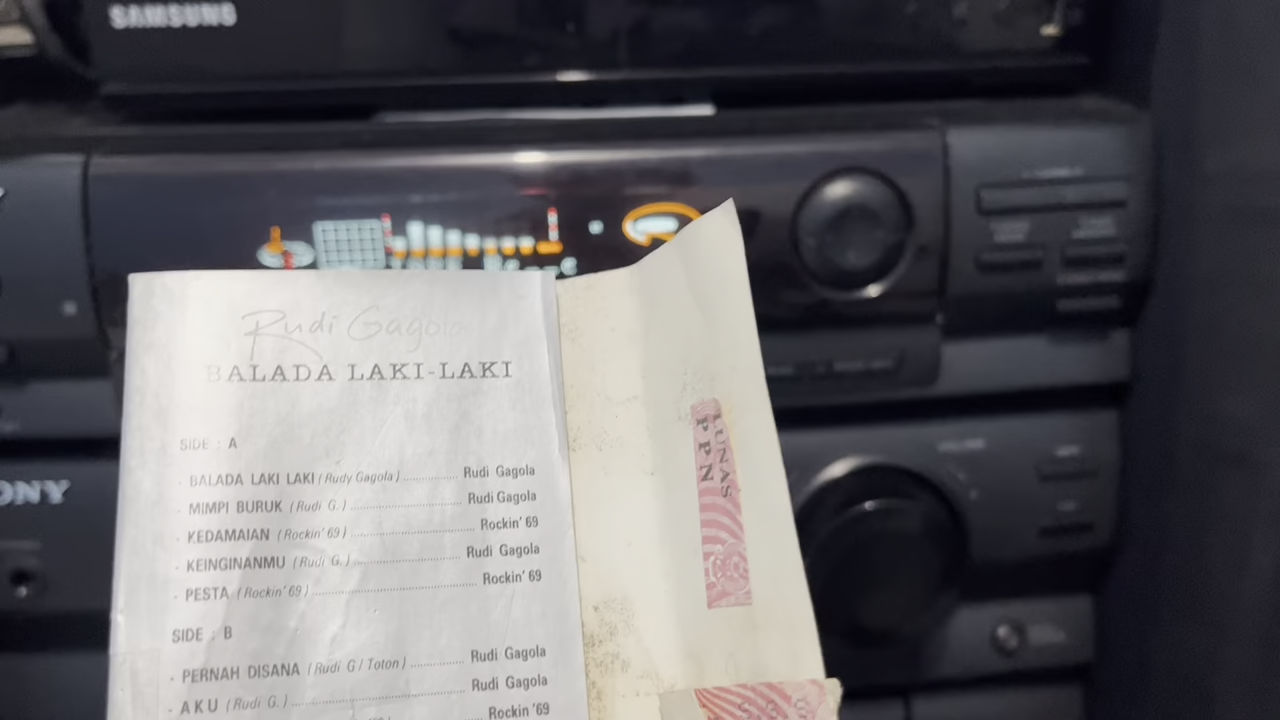 SAMSUNG
ONY
Rudi Gagola
BALADA LAKI-LAKI
SIDE : A
- BALADA LAKI LAKI (Rudy Gagola) .............. Rudi Gagola
- MIMPI BURUK (Rudi G.) .............................. Rudi Gagola
- KEDAMAIAN (Rockin' 69) ................................. Rockin' 69
- KEINGINANMU (Rudi G.) ............................. Rudi Gagola
- PESTA (Rockin' 69) ............................................ Rockin' 69
SIDE : B
- PERNAH DISANA (Rudi G / Toton) ............. Rudi Gagola
- A K U (Rudi G.) ................................................ Rudi Gagola
Rockin '69
LUNAS
PPN